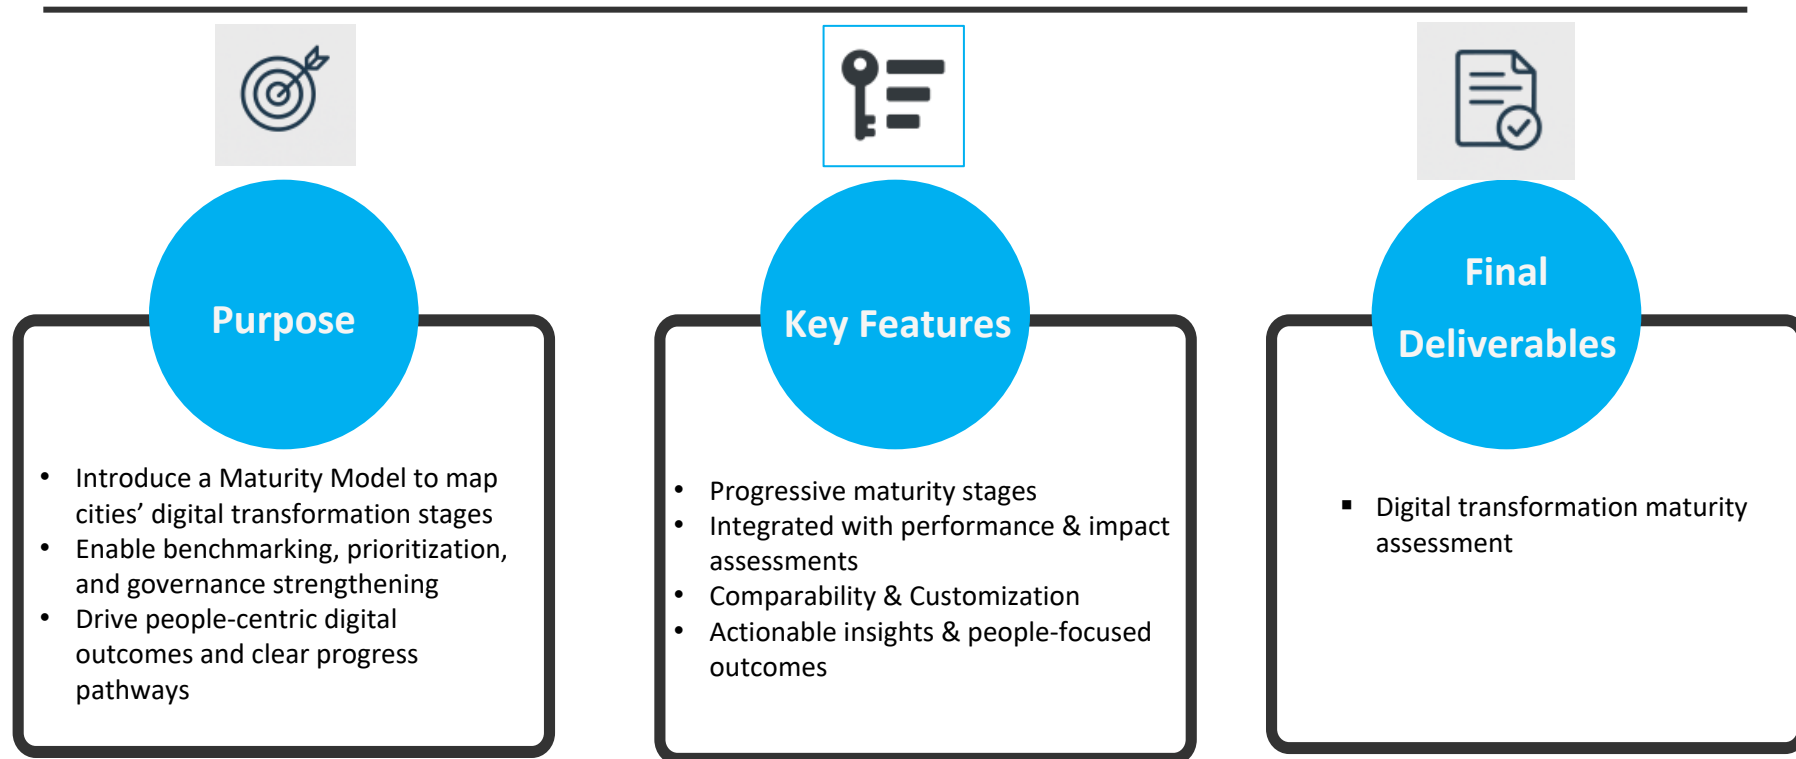 Purpose
• Introduce a Maturity Model to map
cities’ digital transformation stages
• Enable benchmarking, prioritization,
and governance strengthening
• Drive people-centric digital
outcomes and clear progress
pathways
Key Features
• Progressive maturity stages
• Integrated with performance & impact
assessments
• Comparability & Customization
• Actionable insights & people-focused
outcomes
Final
Deliverables
▪ Digital transformation maturity
assessment